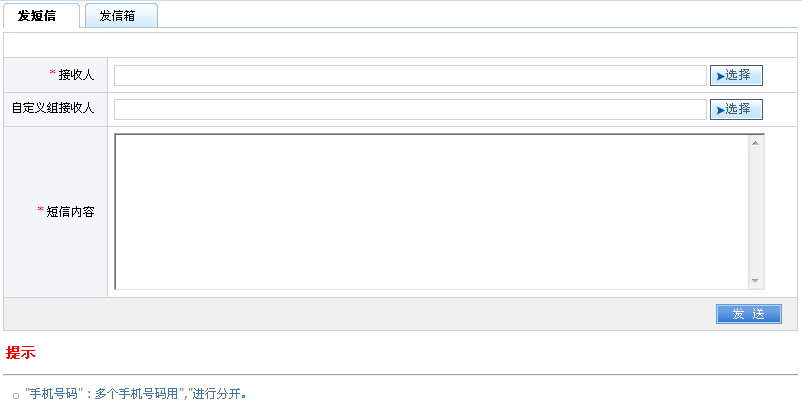 发短信 发信箱
* 接收人 选择
自定义组接收人 选择
* 短信内容
发 送
提示
"手机号码"：多个手机号码用","进行分开。